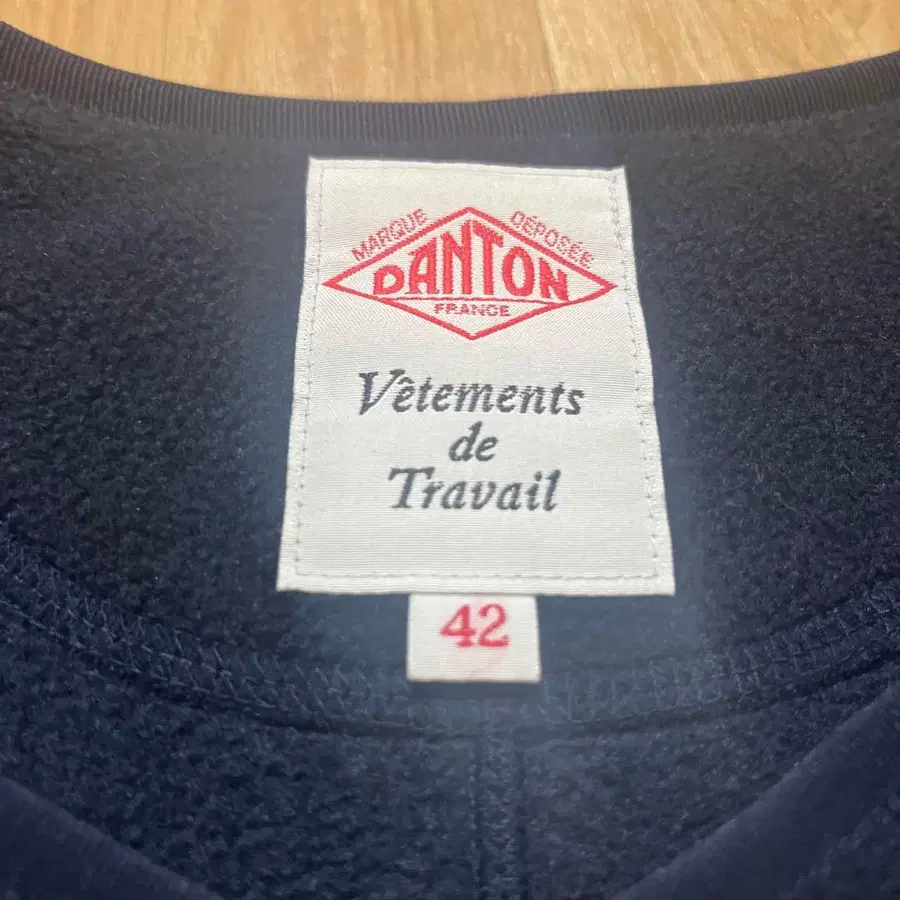 MARQUE DÉPOSÉE
DANTON
FRANCE
Vêtements
de
Travail
42